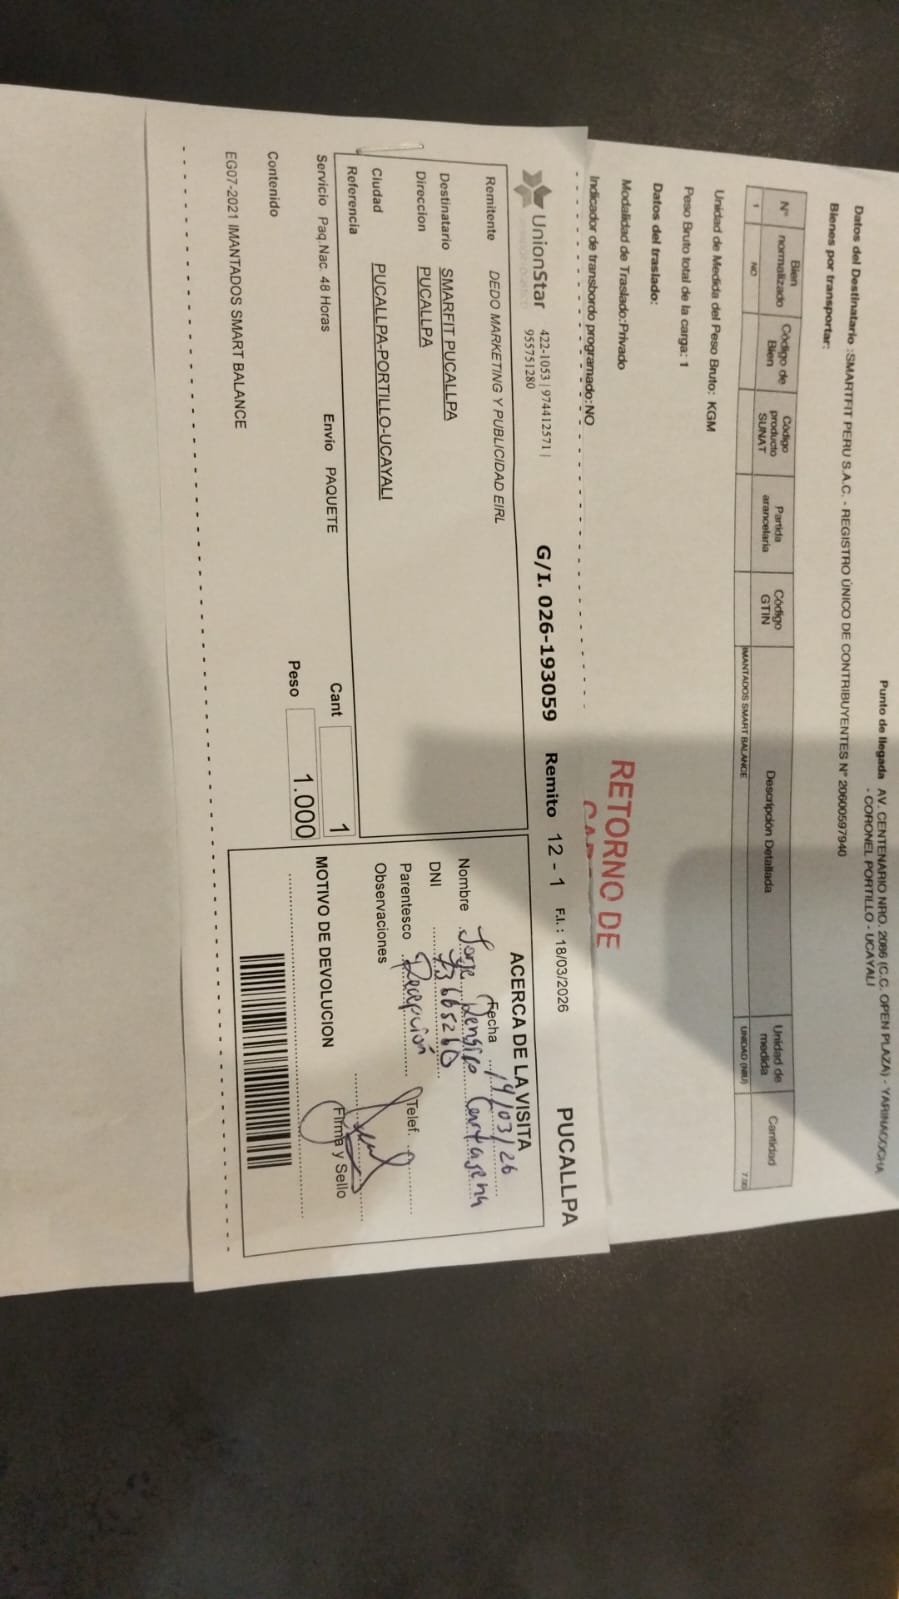 Punto de llegada AV. CENTENARIO NRO. 2086 (C.C. OPEN PLAZA) - YARINACOCHA
- CORONEL PORTILLO - UCAYALI
Datos del Destinatario :SMARTFIT PERU S.A.C. - REGISTRO ÚNICO DE CONTRIBUYENTES N° 20600597940
Bienes por transportar:
N° Bien normalizado Código de Bien Código producto SUNAT Partida arancelaria Código GTIN Descripción Detallada Unidad de medida Cantidad
1 NO IMANTADOS SMART BALANCE UNIDAD (NIU) 7.00
Unidad de Medida del Peso Bruto: KGM
Peso Bruto total de la carga: 1
Datos del traslado:
Modalidad de Traslado:Privado
Indicador de transbordo programado:NO
RETORNO DE
UnionStar 422-1053 | 974412571 |
955751280
G/I. 026-193059 Remito 12 - 1 F.I.: 18/03/2026 PUCALLPA
Remitente DEDO MARKETING Y PUBLICIDAD EIRL
Destinatario SMARFIT PUCALLPA
Direccion PUCALLPA
Ciudad PUCALLPA-PORTILLO-UCAYALI
Referencia
Servicio Paq.Nac. 48 Horas Envio PAQUETE Cant 1
Peso 1.000
Contenido
EG07-2021 IMANTADOS SMART BALANCE
ACERCA DE LA VISITA
Fecha 19/03/26
Nombre Jorge
DNI
Parentesco Recepción Telef.
Observaciones
Firma y Sello
MOTIVO DE DEVOLUCION